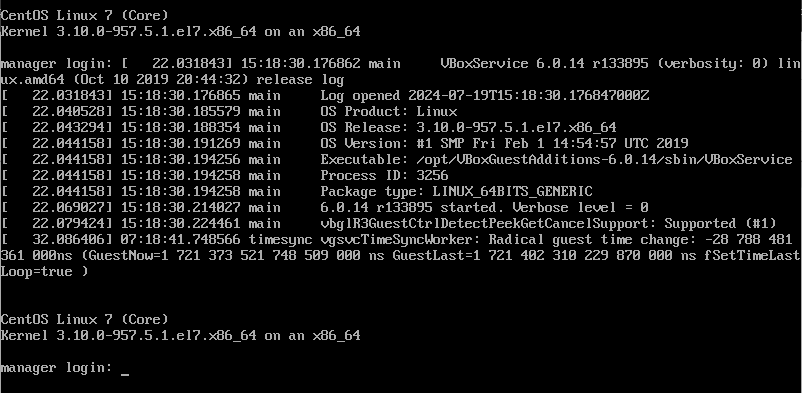 CentOS Linux 7 (Core)
Kernel 3.10.0-957.5.1.el7.x86_64 on an x86_64
manager login: [   22.031843] 15:18:30.176862 main     VBoxService 6.0.14 r133895 (verbosity: 0) lin
ux.amd64 (Oct 10 2019 20:44:32) release log
[   22.031843] 15:18:30.176865 main     Log opened 2024-07-19T15:18:30.176847000Z
[   22.040528] 15:18:30.185579 main     OS Product: Linux
[   22.043294] 15:18:30.188354 main     OS Release: 3.10.0-957.5.1.el7.x86_64
[   22.044158] 15:18:30.191269 main     OS Version: #1 SMP Fri Feb 1 14:54:57 UTC 2019
[   22.044158] 15:18:30.194256 main     Executable: /opt/VBoxGuestAdditions-6.0.14/sbin/VBoxService
[   22.044158] 15:18:30.194258 main     Process ID: 3256
[   22.044158] 15:18:30.194258 main     Package type: LINUX_64BITS_GENERIC
[   22.069027] 15:18:30.214027 main     6.0.14 r133895 started. Verbose level = 0
[   22.079424] 15:18:30.224461 main     vbglR3GuestCtrlDetectPeekGetCancelSupport: Supported (#1)
[   32.086406] 07:18:41.748566 timesync vgsvcTimeSyncWorker: Radical guest time change: -28 788 481
361 000ns (GuestNow=1 721 373 521 748 509 000 ns GuestLast=1 721 402 310 229 870 000 ns fSetTimeLast
Loop=true )
CentOS Linux 7 (Core)
Kernel 3.10.0-957.5.1.el7.x86_64 on an x86_64
manager login: _